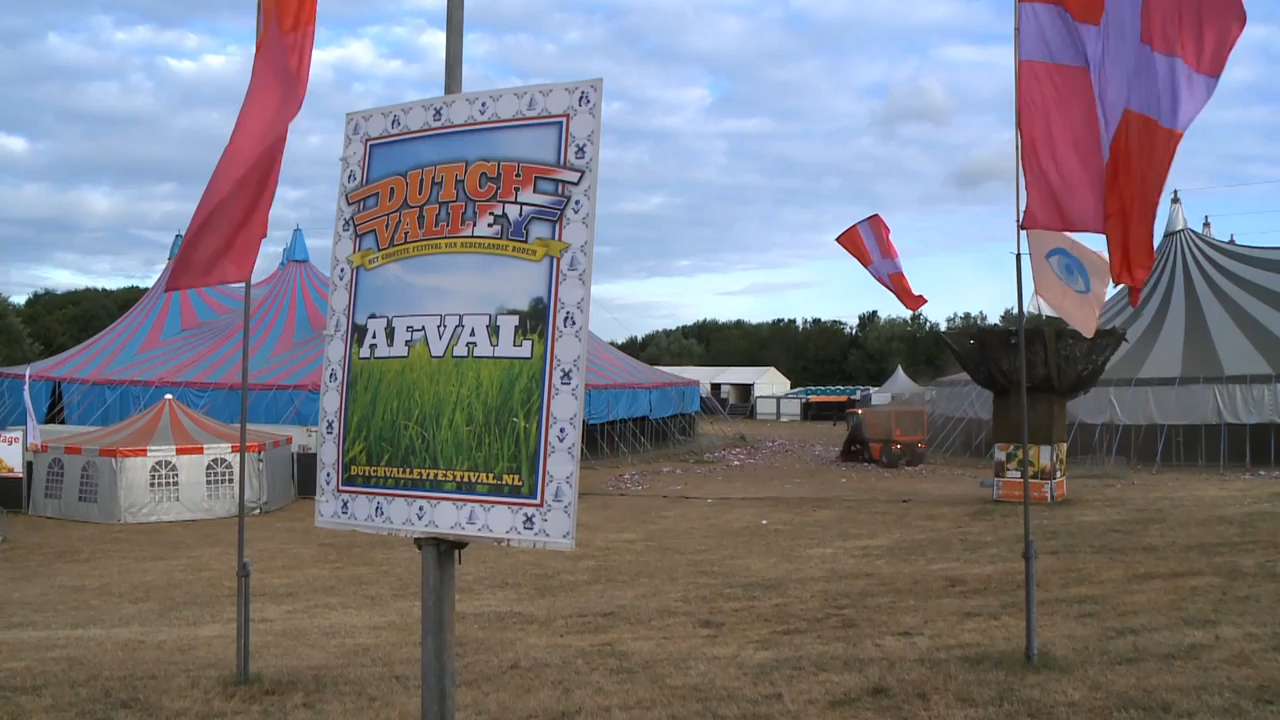 DUTCH
VALLEY
HET GROOTSTE FESTIVAL VAN NEDERLANDSE BODEM
AFVAL
DUTCHVALLEYFESTIVAL.NL